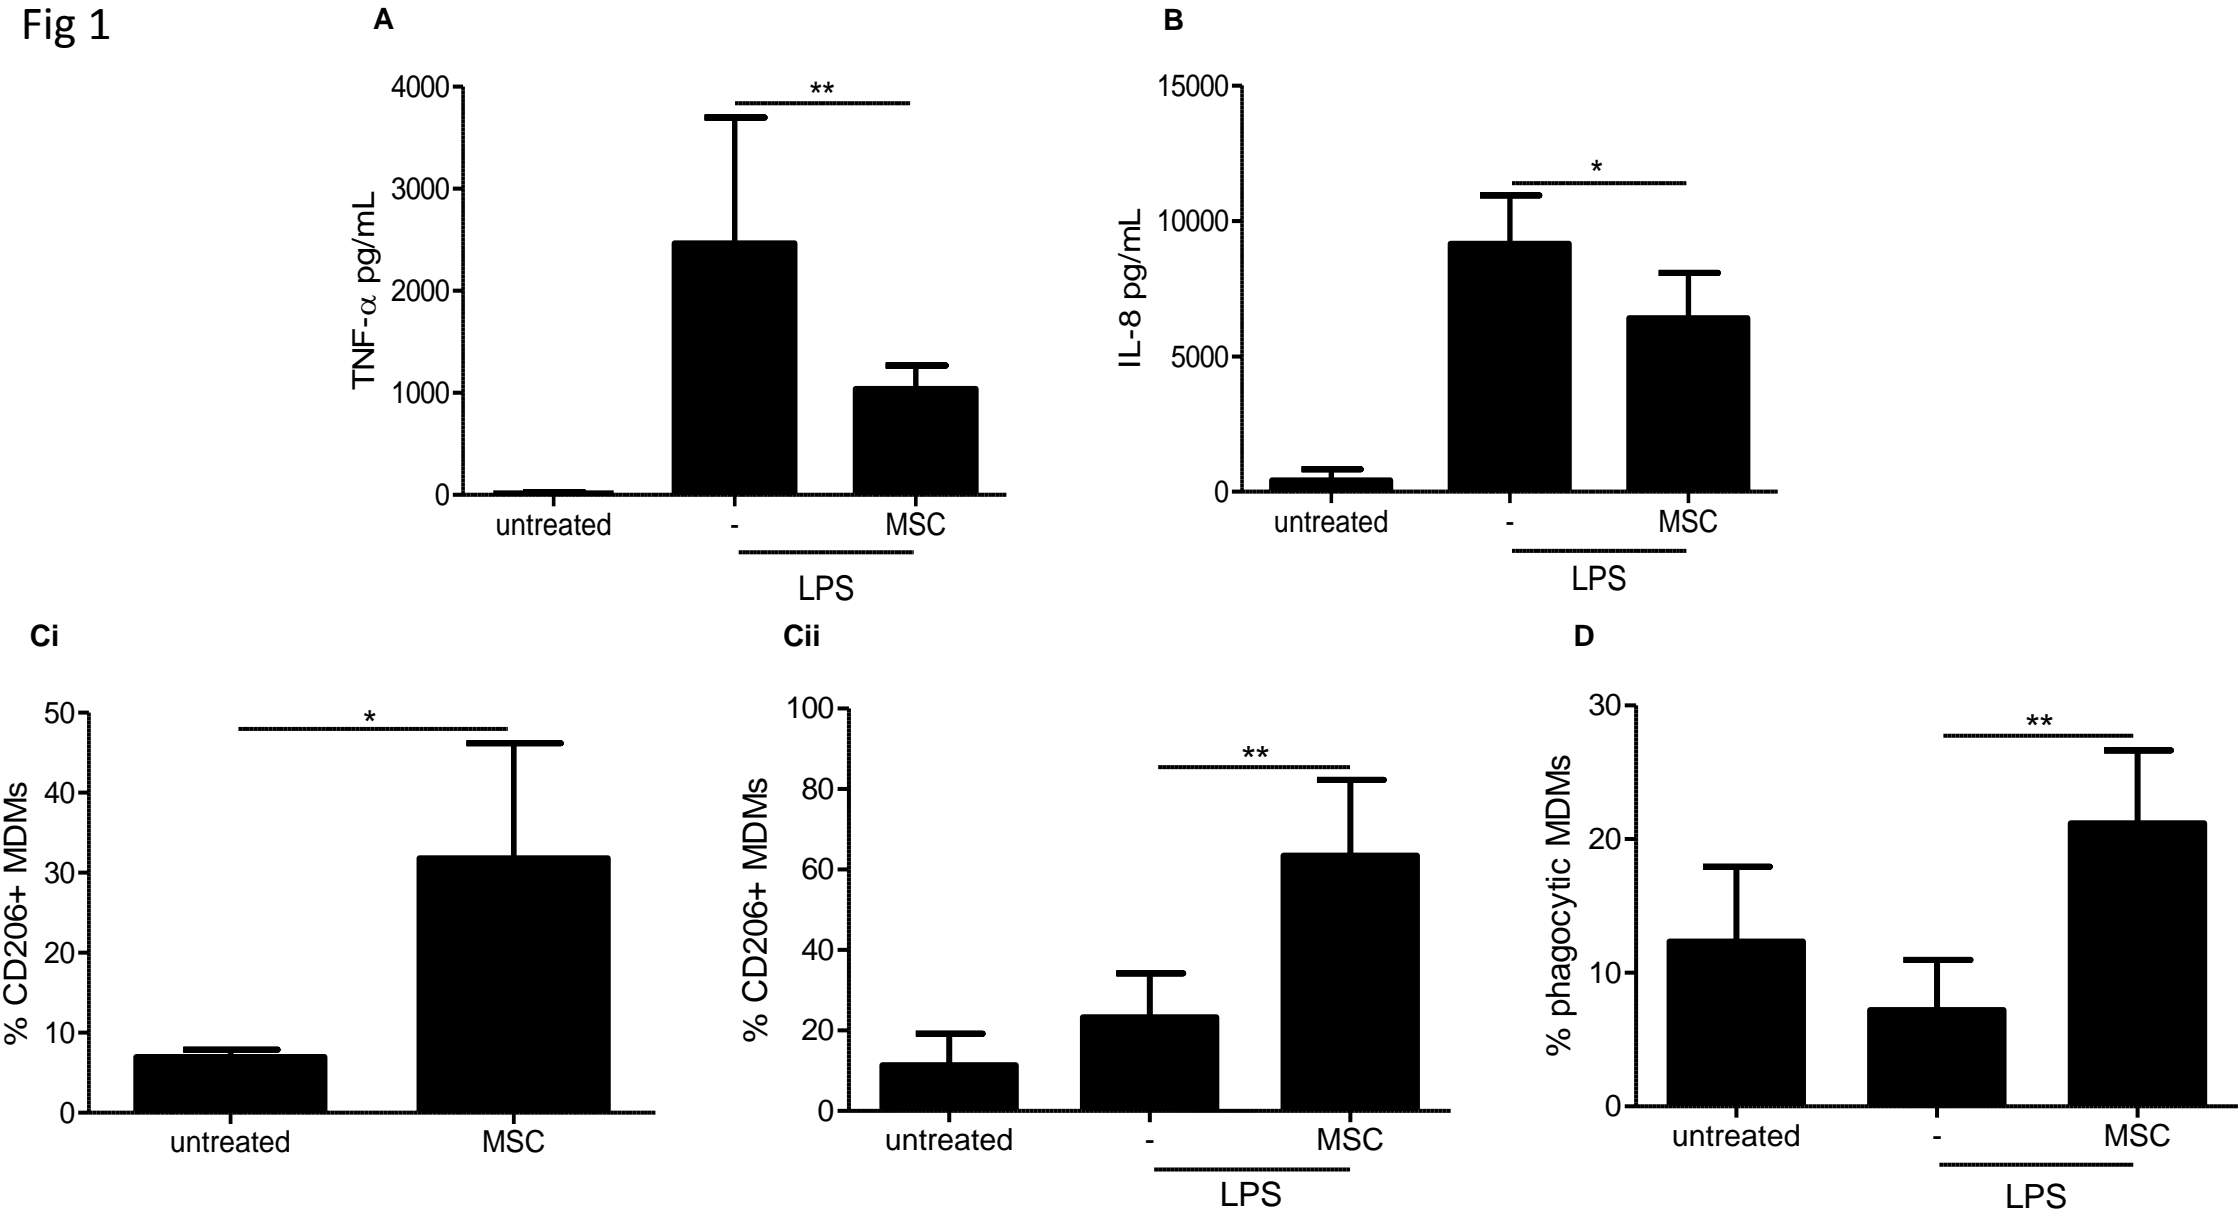 Fig 1
A
4000
3000
2000
1000
0
TNF-α pg/mL
**
untreated
-
MSC
LPS
B
15000
10000
5000
0
IL-8 pg/mL
*
untreated
-
MSC
LPS
Ci
50
40
30
20
10
0
% CD206+ MDMs
*
untreated
MSC
Cii
100
80
60
40
20
0
% CD206+ MDMs
**
untreated
-
MSC
LPS
D
30
20
10
0
% phagocytic MDMs
**
untreated
-
MSC
LPS